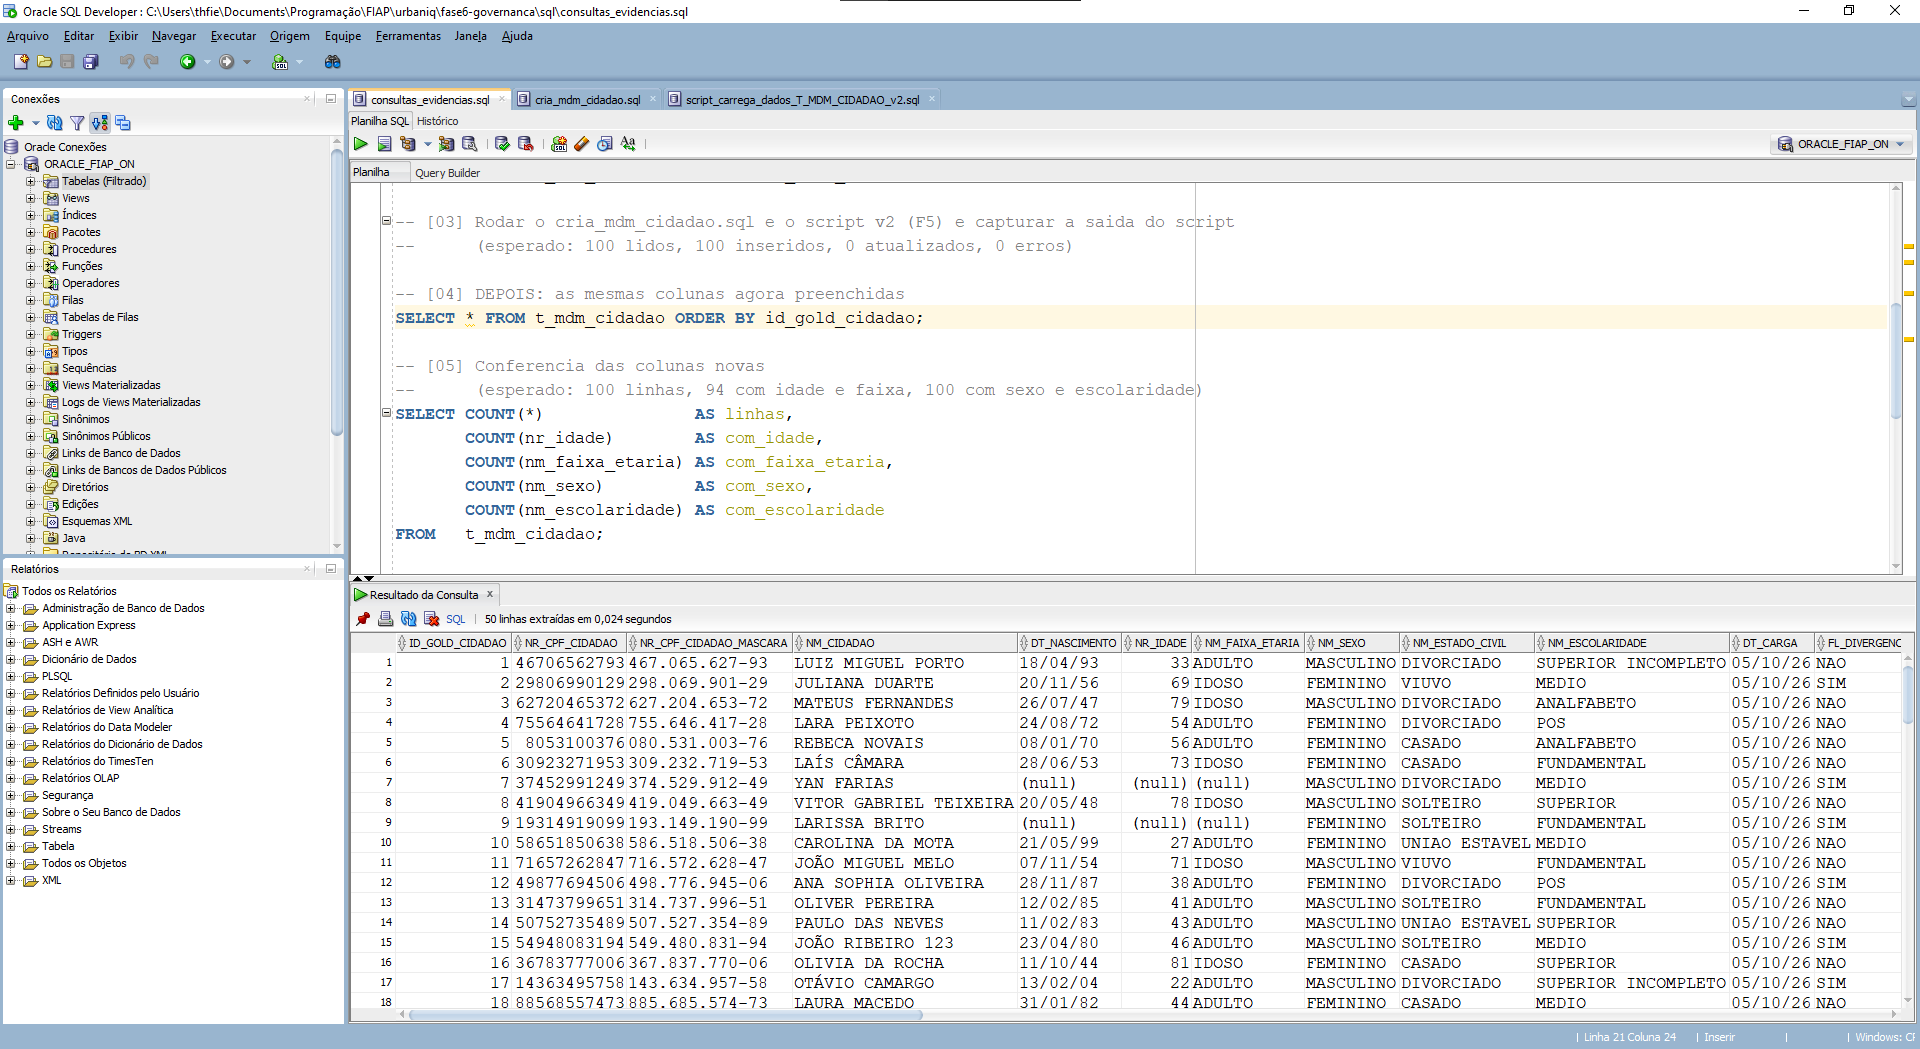 Oracle SQL Developer : C:\Users\thfie\Documents\Programação\FIAP\urbaniq\fase6-governanca\sql\consultas_evidencias.sql
Arquivo Editar Exibir Navegar Executar Origem Equipe Ferramentas Janela Ajuda
Conexões
Oracle Conexões
ORACLE_FIAP_ON
Tabelas (Filtrado)
Views
Índices
Pacotes
Procedures
Funções
Operadores
Filas
Tabelas de Filas
Triggers
Tipos
Sequências
Views Materializadas
Logs de Views Materializadas
Sinônimos
Sinônimos Públicos
Links de Banco de Dados
Links de Bancos de Dados Públicos
Diretórios
Edições
Esquemas XML
Java
Relatórios
Todos os Relatórios
Administração de Banco de Dados
Application Express
ASH e AWR
Dicionário de Dados
PLSQL
Relatórios Definidos pelo Usuário
Relatórios de View Analítica
Relatórios do Data Modeler
Relatórios do Dicionário de Dados
Relatórios do TimesTen
Relatórios OLAP
Segurança
Sobre o Seu Banco de Dados
Streams
Tabela
Todos os Objetos
XML
consultas_evidencias.sql cria_mdm_cidadao.sql script_carrega_dados_T_MDM_CIDADAO_v2.sql
Planilha SQL Histórico
ORACLE_FIAP_ON
Planilha Query Builder
-- [03] Rodar o cria_mdm_cidadao.sql e o script v2 (F5) e capturar a saida do script
-- (esperado: 100 lidos, 100 inseridos, 0 atualizados, 0 erros)
-- [04] DEPOIS: as mesmas colunas agora preenchidas
SELECT * FROM t_mdm_cidadao ORDER BY id_gold_cidadao;
-- [05] Conferencia das colunas novas
-- (esperado: 100 linhas, 94 com idade e faixa, 100 com sexo e escolaridade)
SELECT COUNT(*) AS linhas,
COUNT(nr_idade) AS com_idade,
COUNT(nm_faixa_etaria) AS com_faixa_etaria,
COUNT(nm_sexo) AS com_sexo,
COUNT(nm_escolaridade) AS com_escolaridade
FROM t_mdm_cidadao;
Resultado da Consulta x
SQL | 50 linhas extraídas em 0,024 segundos
ID_GOLD_CIDADAO NR_CPF_CIDADAO NR_CPF_CIDADAO_MASCARA NM_CIDADAO DT_NASCIMENTO NR_IDADE NM_FAIXA_ETARIA NM_SEXO NM_ESTADO_CIVIL NM_ESCOLARIDADE DT_CARGA FL_DIVERGENC
1 1 46706562793 467.065.627-93 LUIZ MIGUEL PORTO 18/04/93 33 ADULTO MASCULINO DIVORCIADO SUPERIOR INCOMPLETO 05/10/26 NAO
2 2 29806990129 298.069.901-29 JULIANA DUARTE 20/11/56 69 IDOSO FEMININO VIUVO MEDIO 05/10/26 SIM
3 3 62720465372 627.204.653-72 MATEUS FERNANDES 26/07/47 79 IDOSO MASCULINO DIVORCIADO ANALFABETO 05/10/26 NAO
4 4 75564641728 755.646.417-28 LARA PEIXOTO 24/08/72 54 ADULTO FEMININO DIVORCIADO POS 05/10/26 NAO
5 5 8053100376 080.531.003-76 REBECA NOVAIS 08/01/70 56 ADULTO FEMININO CASADO ANALFABETO 05/10/26 NAO
6 6 30923271953 309.232.719-53 LAÍS CÂMARA 28/06/53 73 IDOSO FEMININO CASADO FUNDAMENTAL 05/10/26 NAO
7 7 37452991249 374.529.912-49 YAN FARIAS (null) (null) (null) MASCULINO DIVORCIADO MEDIO 05/10/26 SIM
8 8 41904966349 419.049.663-49 VITOR GABRIEL TEIXEIRA 20/05/48 78 IDOSO MASCULINO SOLTEIRO SUPERIOR 05/10/26 NAO
9 9 19314919099 193.149.190-99 LARISSA BRITO (null) (null) (null) FEMININO SOLTEIRO FUNDAMENTAL 05/10/26 SIM
10 10 58651850638 586.518.506-38 CAROLINA DA MOTA 21/05/99 27 ADULTO FEMININO UNIAO ESTAVEL MEDIO 05/10/26 NAO
11 11 71657262847 716.572.628-47 JOÃO MIGUEL MELO 07/11/54 71 IDOSO MASCULINO VIUVO FUNDAMENTAL 05/10/26 NAO
12 12 49877694506 498.776.945-06 ANA SOPHIA OLIVEIRA 28/11/87 38 ADULTO FEMININO DIVORCIADO POS 05/10/26 SIM
13 13 31473799651 314.737.996-51 OLIVER PEREIRA 12/02/85 41 ADULTO MASCULINO SOLTEIRO FUNDAMENTAL 05/10/26 NAO
14 14 50752735489 507.527.354-89 PAULO DAS NEVES 11/02/83 43 ADULTO MASCULINO UNIAO ESTAVEL SUPERIOR 05/10/26 NAO
15 15 54948083194 549.480.831-94 JOÃO RIBEIRO 123 23/04/80 46 ADULTO MASCULINO SOLTEIRO MEDIO 05/10/26 SIM
16 16 36783777006 367.837.770-06 OLIVIA DA ROCHA 11/10/44 81 IDOSO FEMININO CASADO SUPERIOR 05/10/26 NAO
17 17 14363495758 143.634.957-58 OTÁVIO CAMARGO 13/02/04 22 ADULTO MASCULINO DIVORCIADO SUPERIOR INCOMPLETO 05/10/26 SIM
18 18 88568557473 885.685.574-73 LAURA MACEDO 31/01/82 44 ADULTO FEMININO CASADO MEDIO 05/10/26 NAO
| Linha 21 Coluna 24 | Inserir | | Windows: CF